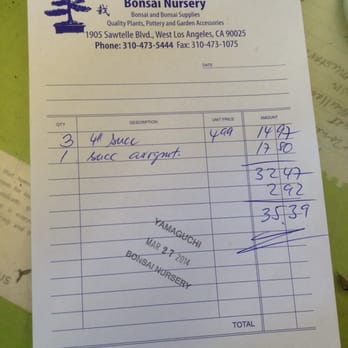 Bonsai Nursery
Bonsai and Bonsai Supplies
Quality Plants, Pottery and Garden Accessories
1905 Sawtelle Blvd., West Los Angeles, CA 90025
Phone: 310-473-5444 Fax: 310-473-1075
DATE
QTY DESCRIPTION UNIT PRICE AMOUNT
3 4" Succ 4.99 14 97
1 Succ arrgmt. 17 50
32 47
2 92
35.39
YAMAGUCHI
MAR 27 2014
BONSAI NURSERY
TOTAL